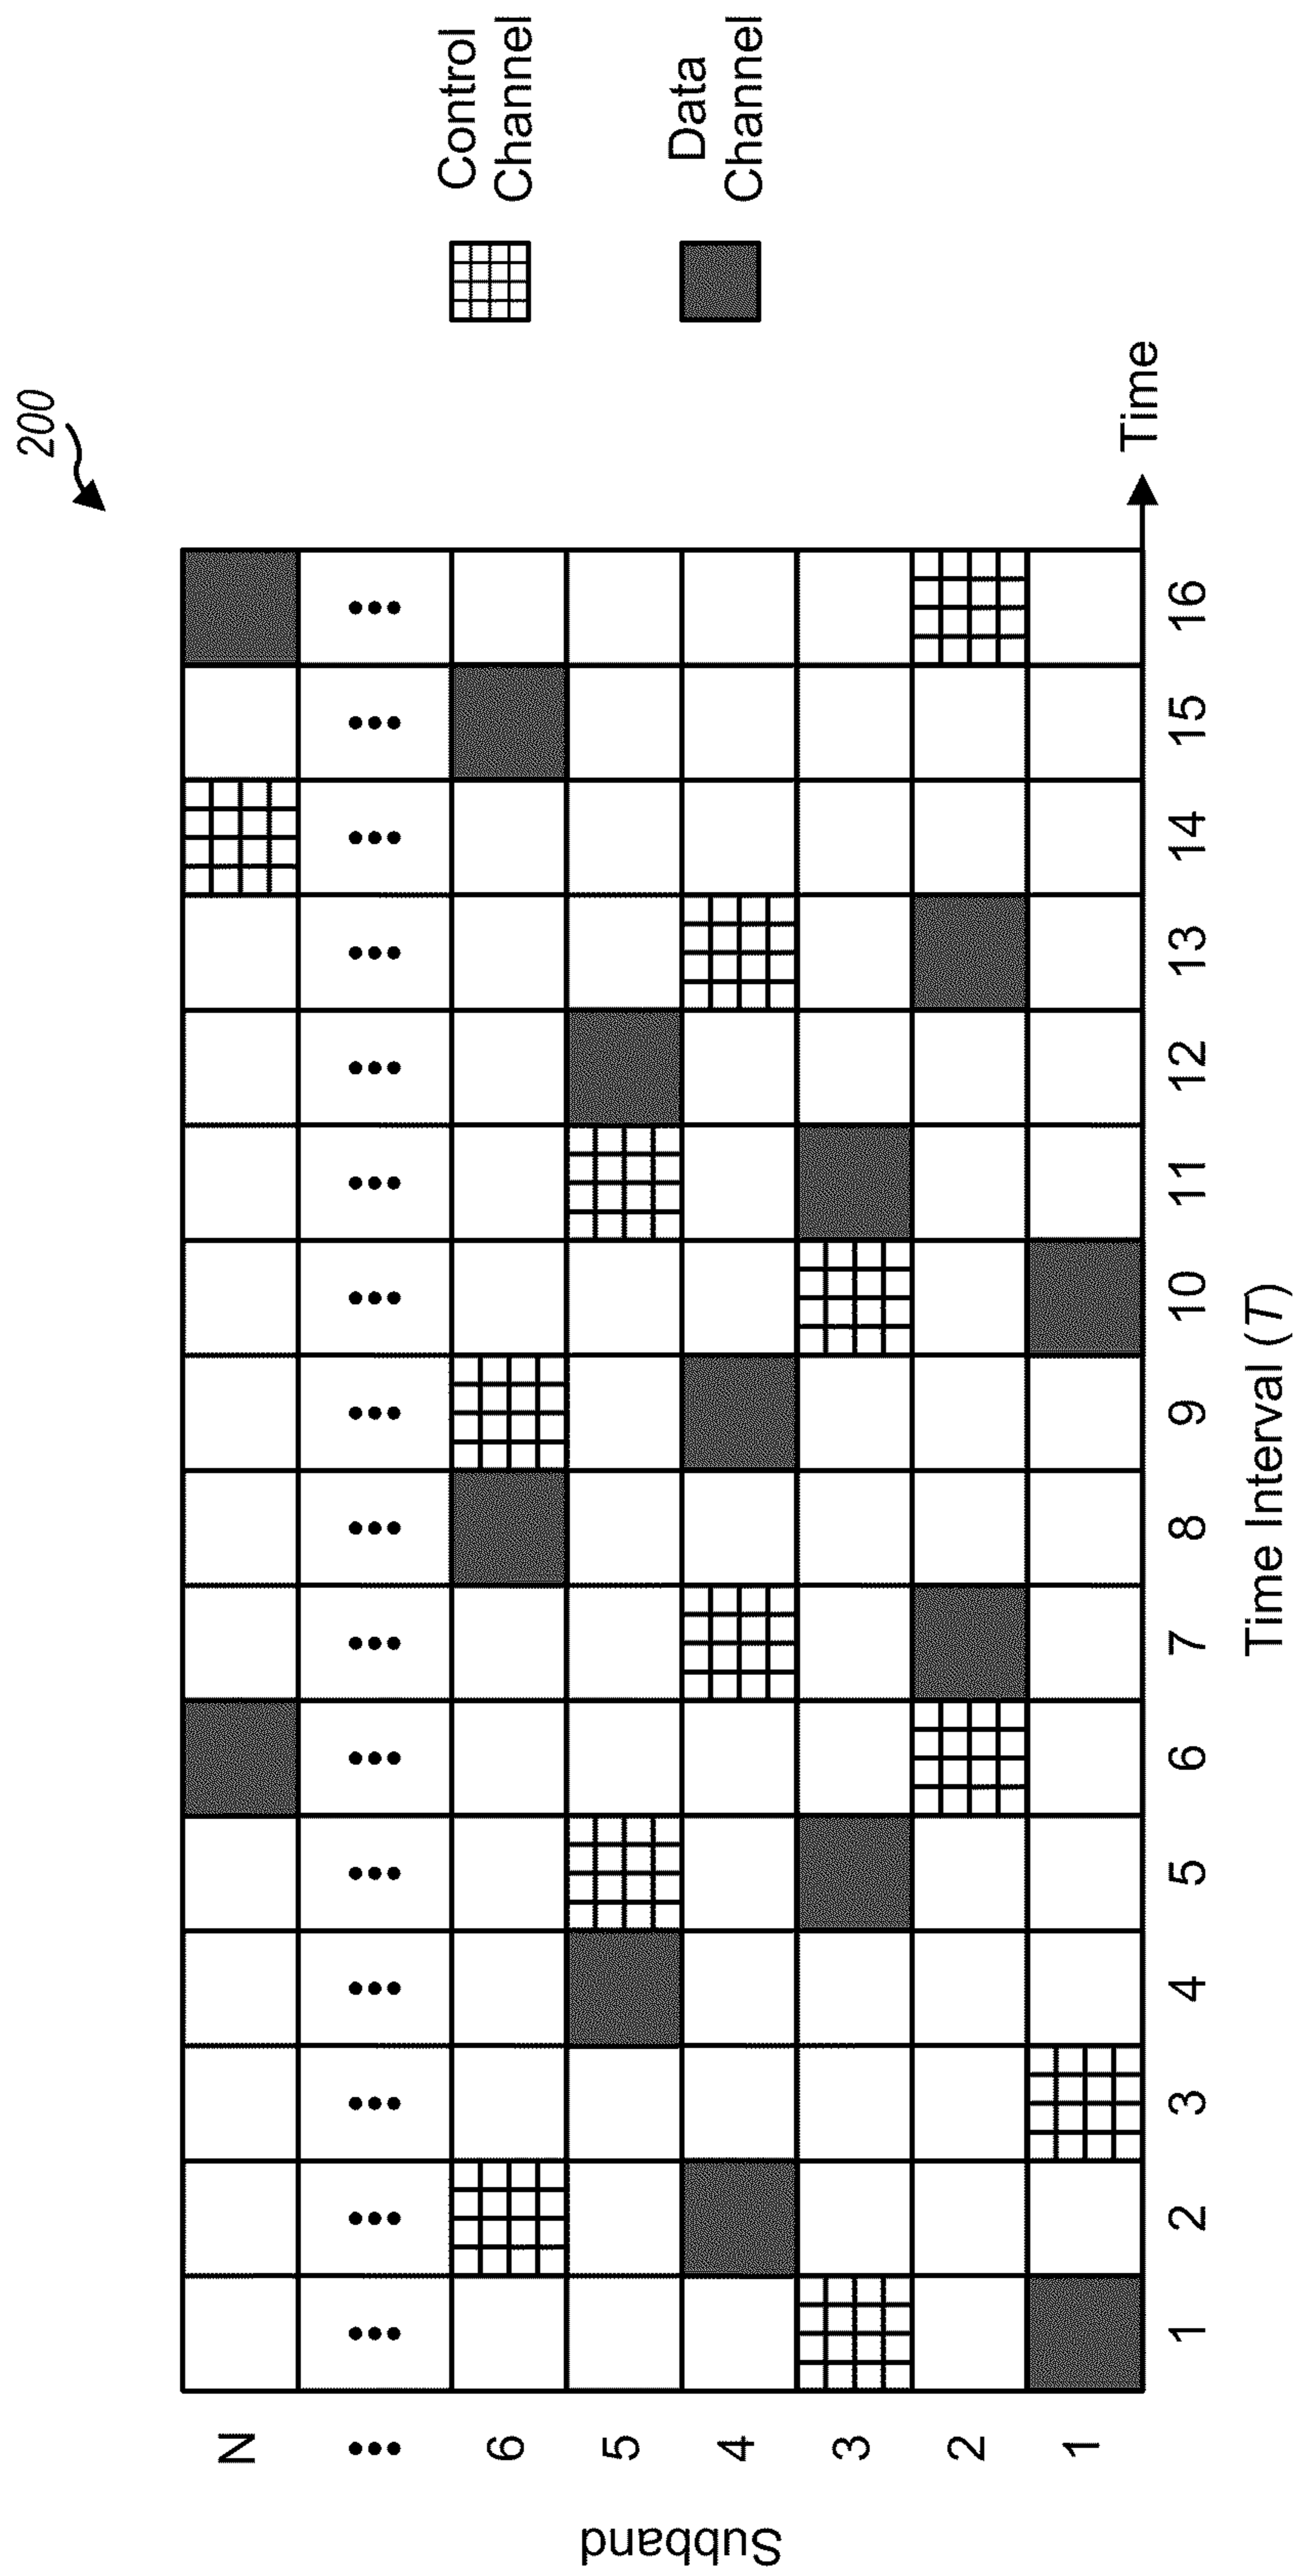 200
Subband
N
••• ••• ••• ••• ••• ••• ••• ••• ••• ••• ••• ••• ••• ••• ••• ••• •••
6
5
4
3
2
1
1 2 3 4 5 6 7 8 9 10 11 12 13 14 15 16
Time
Time Interval (T)
Control
Channel
Data
Channel